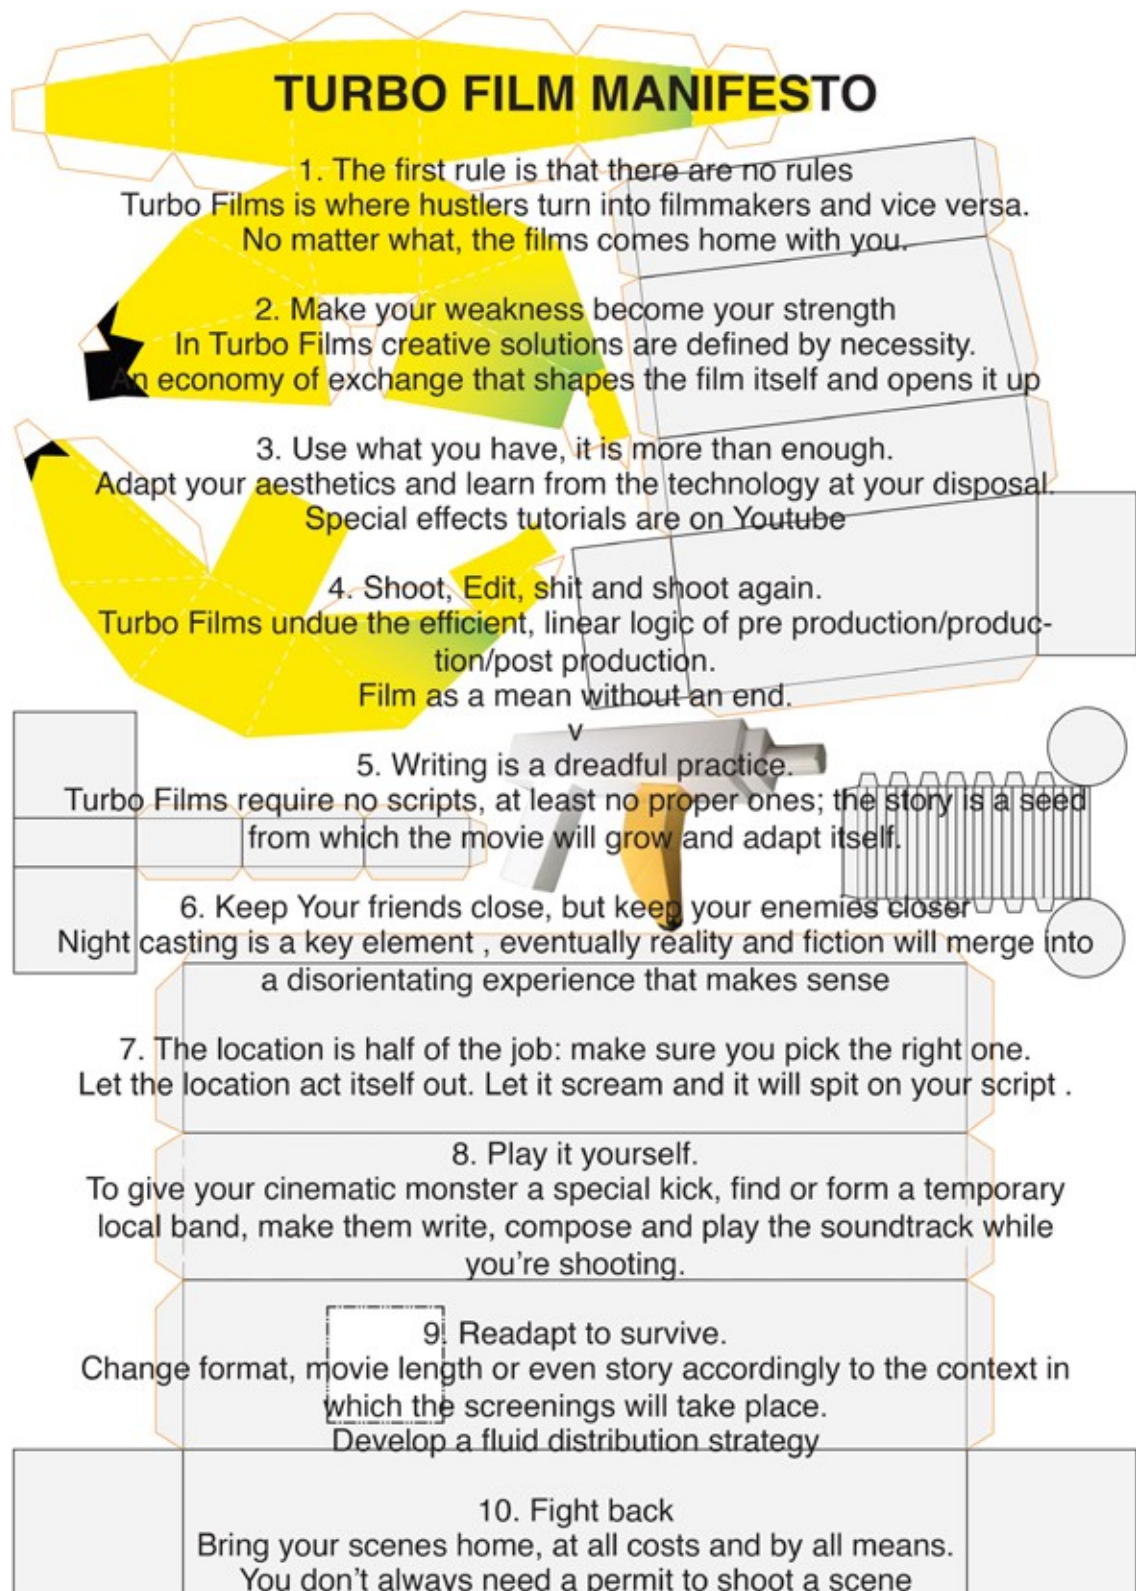 TURBO FILM MANIFESTO
1. The first rule is that there are no rules
Turbo Films is where hustlers turn into filmmakers and vice versa.
No matter what, the films comes home with you.
2. Make your weakness become your strength
In Turbo Films creative solutions are defined by necessity.
An economy of exchange that shapes the film itself and opens it up
3. Use what you have, it is more than enough.
Adapt your aesthetics and learn from the technology at your disposal.
Special effects tutorials are on Youtube
4. Shoot, Edit, shit and shoot again.
Turbo Films undue the efficient, linear logic of pre production/produc-
tion/post production.
Film as a mean without an end.
v
5. Writing is a dreadful practice.
Turbo Films require no scripts, at least no proper ones; the story is a seed
from which the movie will grow and adapt itself.
6. Keep Your friends close, but keep your enemies closer
Night casting is a key element , eventually reality and fiction will merge into
a disorientating experience that makes sense
7. The location is half of the job: make sure you pick the right one.
Let the location act itself out. Let it scream and it will spit on your script .
8. Play it yourself.
To give your cinematic monster a special kick, find or form a temporary
local band, make them write, compose and play the soundtrack while
you're shooting.
9. Readapt to survive.
Change format, movie length or even story accordingly to the context in
which the screenings will take place.
Develop a fluid distribution strategy
10. Fight back
Bring your scenes home, at all costs and by all means.
You don't always need a permit to shoot a scene